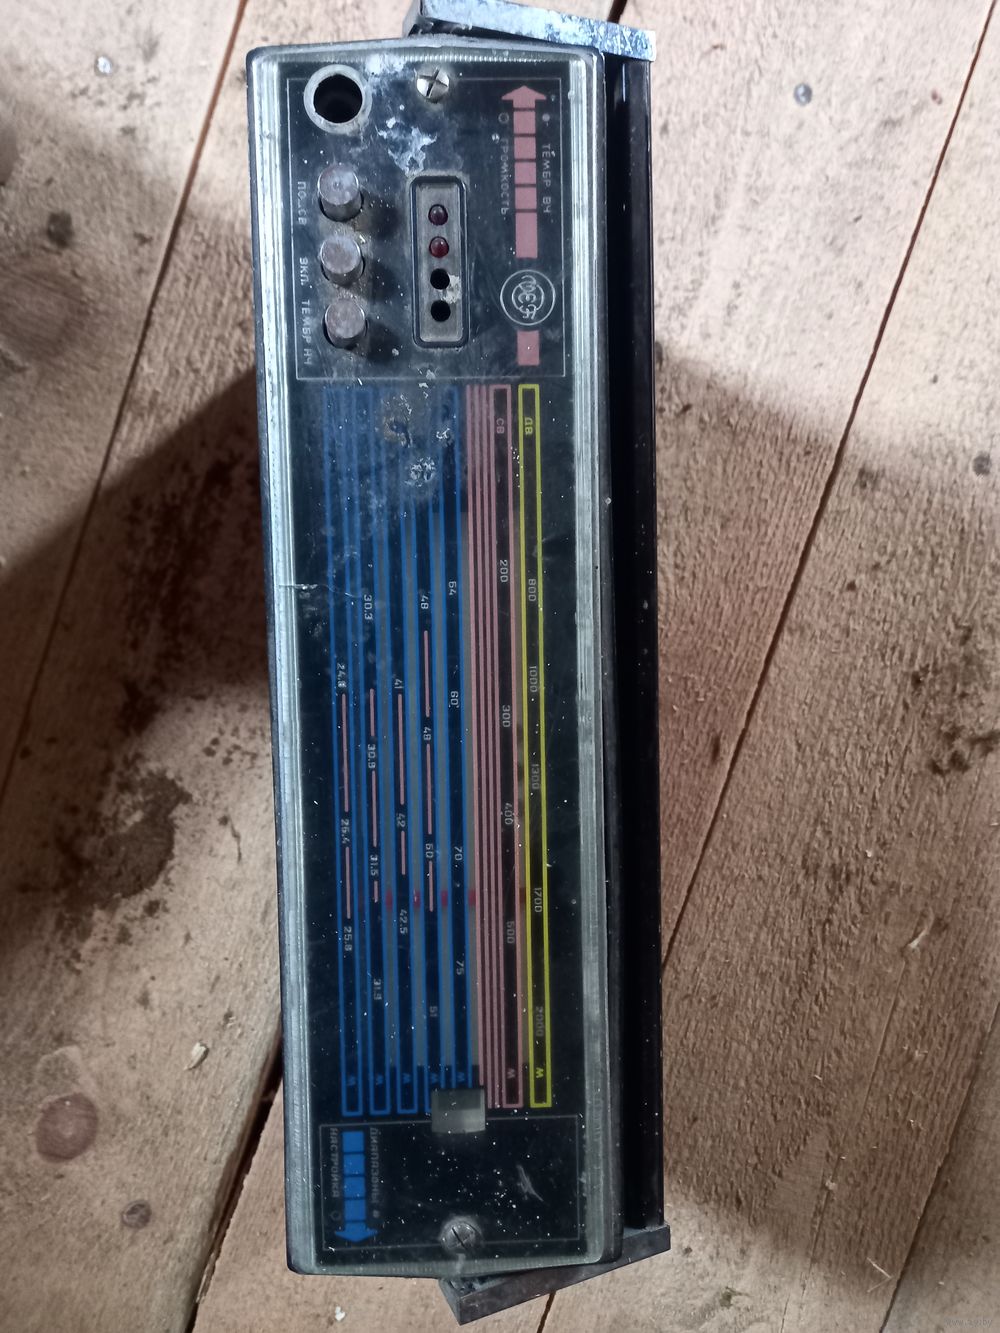 ТЕМБР ВЧ
ГРОМКОСТЬ
ЭКП. ТЕМБР НЧ
ДВ 800 1000 1300 1700 2000 м
СВ 200 300 400 500 м
64 60 70 75 м
48 49 50 51 м
41 42 42.5 м
30.3 30.9 31.5 31.9 м
24.8 25.4 25.8 м
ДИАПАЗОНЫ
НАСТРОЙКА